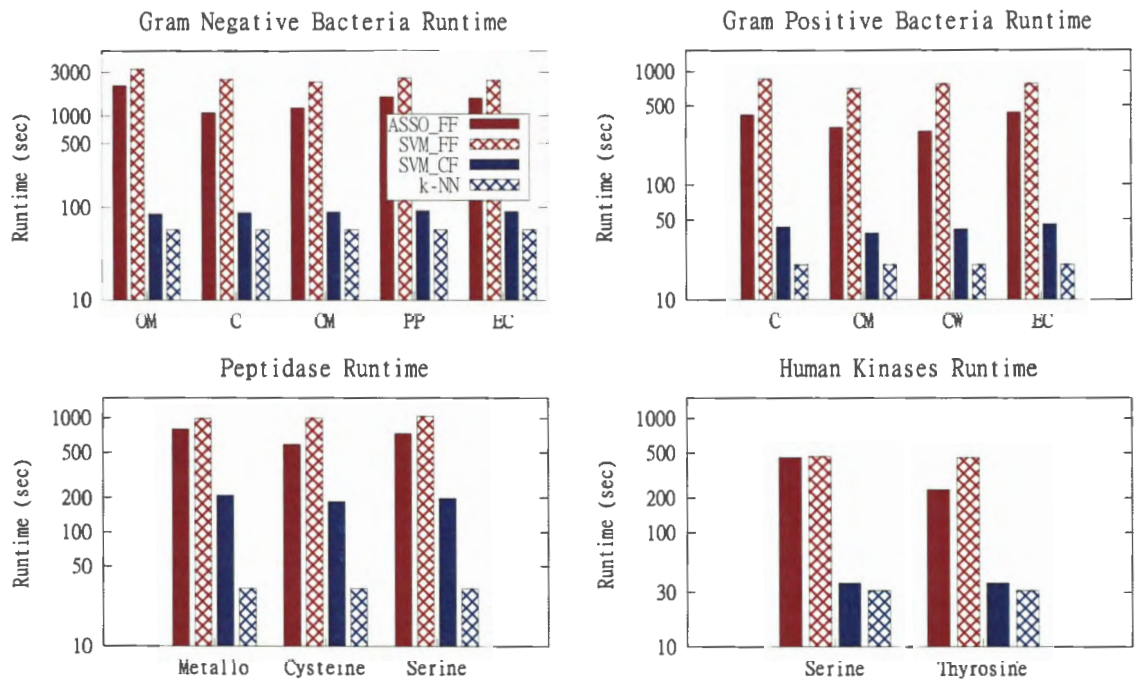 Gram Negative Bacteria Runtime
Runtime (sec)
3000
1000
500
100
10
ASSO_FF
SVM_FF
SVM_CF
k-NN
OM C CM PP EC
Gram Positive Bacteria Runtime
Runtime (sec)
1000
500
100
50
10
C CM CW EC
Peptidase Runtime
Runtime (sec)
1000
500
200
100
50
10
Metallo Cysteine Serine
Human Kinases Runtime
Runtime (sec)
1000
500
200
100
30
10
Serine Thyrosine